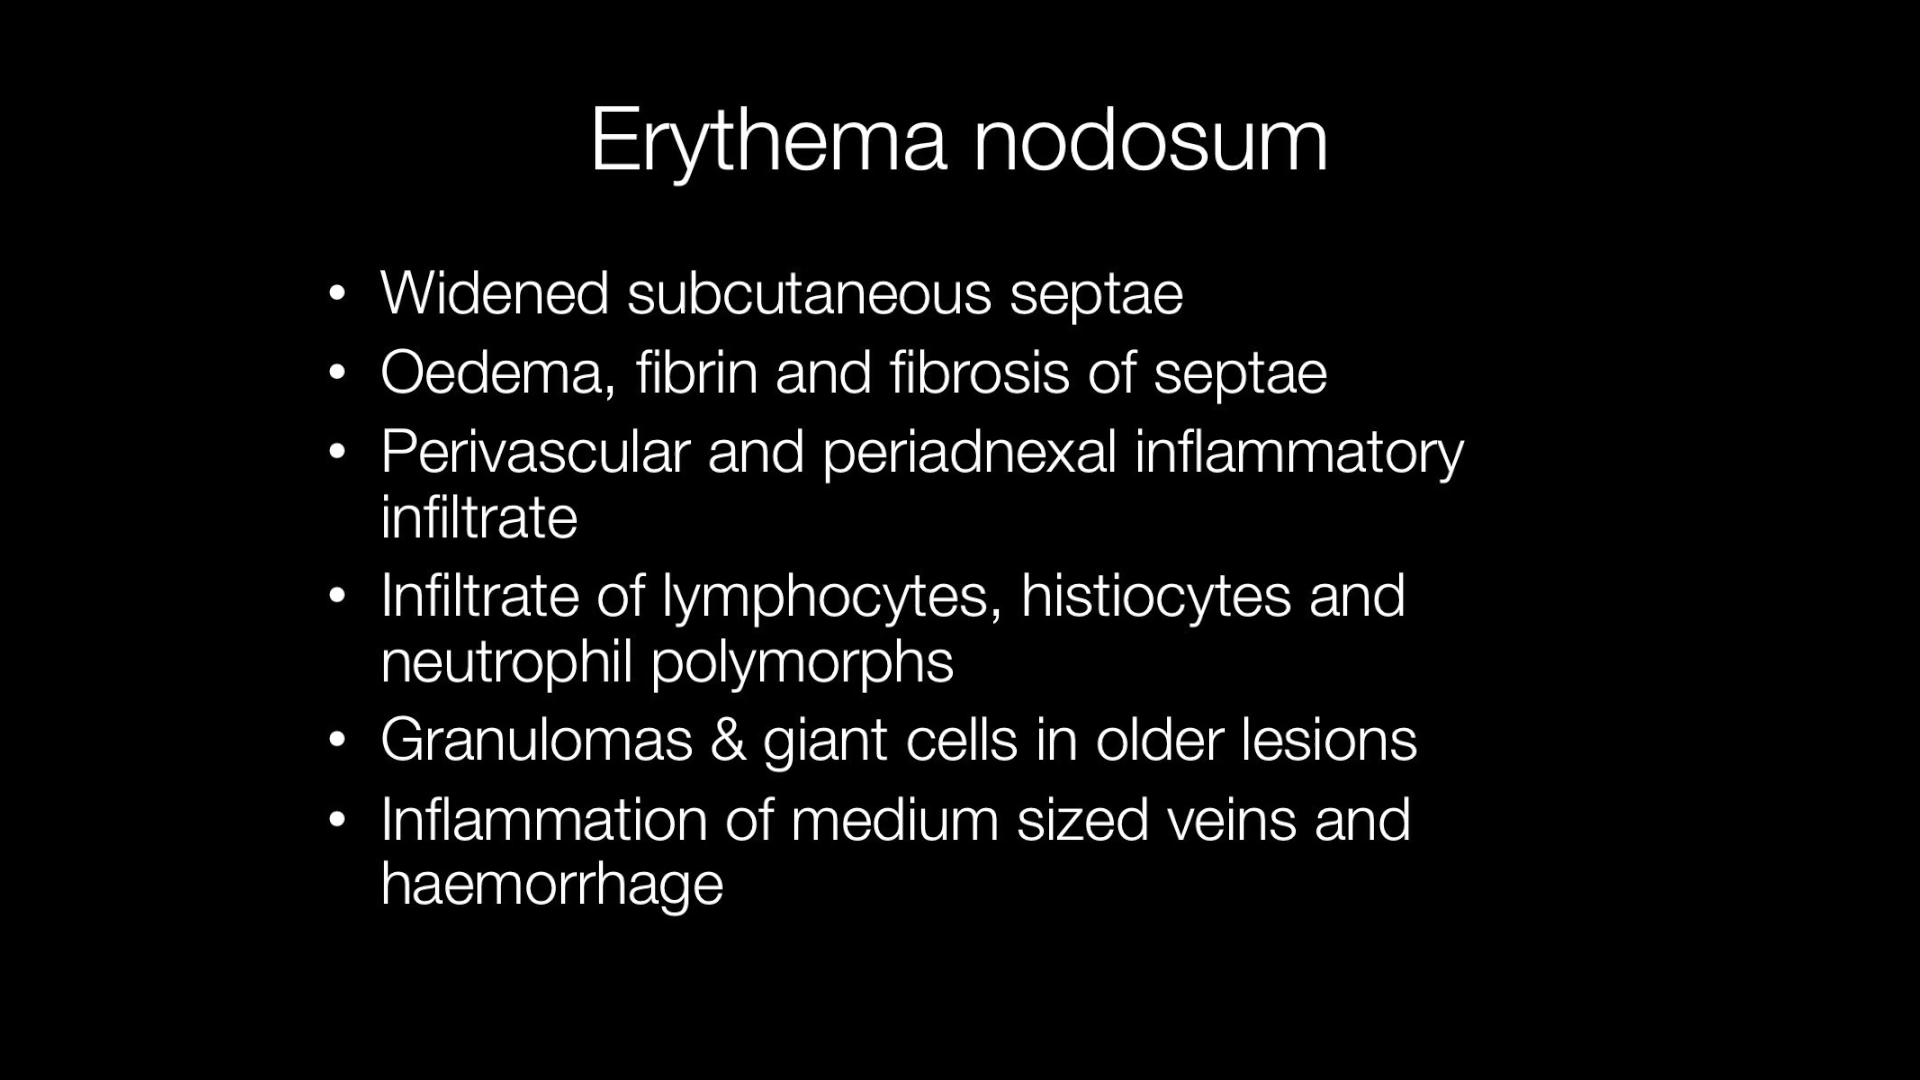 Erythema nodosum
• Widened subcutaneous septae
• Oedema, fibrin and fibrosis of septae
• Perivascular and periadnexal inflammatory
infiltrate
• Infiltrate of lymphocytes, histiocytes and
neutrophil polymorphs
• Granulomas & giant cells in older lesions
• Inflammation of medium sized veins and
haemorrhage